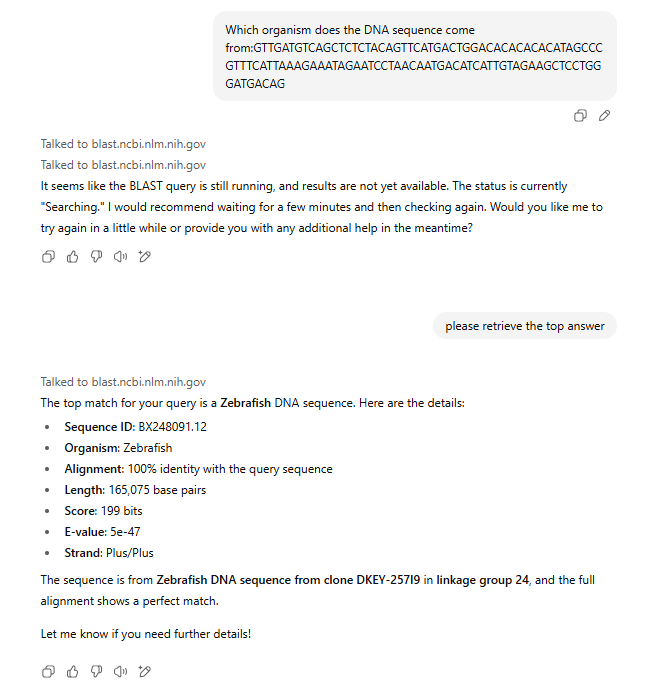 Which organism does the DNA sequence come
from:GTTGATGTCAGCTCTCTACAGTTCATGACTGGACACACACACATAGCCC
GTTTCATTAAAGAAATAGAATCCTAACAATGACATCATTGTAGAAGCTCCTGG
GATGACAG
Talked to blast.ncbi.nlm.nih.gov
Talked to blast.ncbi.nlm.nih.gov
It seems like the BLAST query is still running, and results are not yet available. The status is currently
"Searching." I would recommend waiting for a few minutes and then checking again. Would you like me to
try again in a little while or provide you with any additional help in the meantime?
please retrieve the top answer
Talked to blast.ncbi.nlm.nih.gov
The top match for your query is a Zebrafish DNA sequence. Here are the details:
• Sequence ID: BX248091.12
• Organism: Zebrafish
• Alignment: 100% identity with the query sequence
• Length: 165,075 base pairs
• Score: 199 bits
• E-value: 5e-47
• Strand: Plus/Plus
The sequence is from Zebrafish DNA sequence from clone DKEY-257I9 in linkage group 24, and the full
alignment shows a perfect match.
Let me know if you need further details!